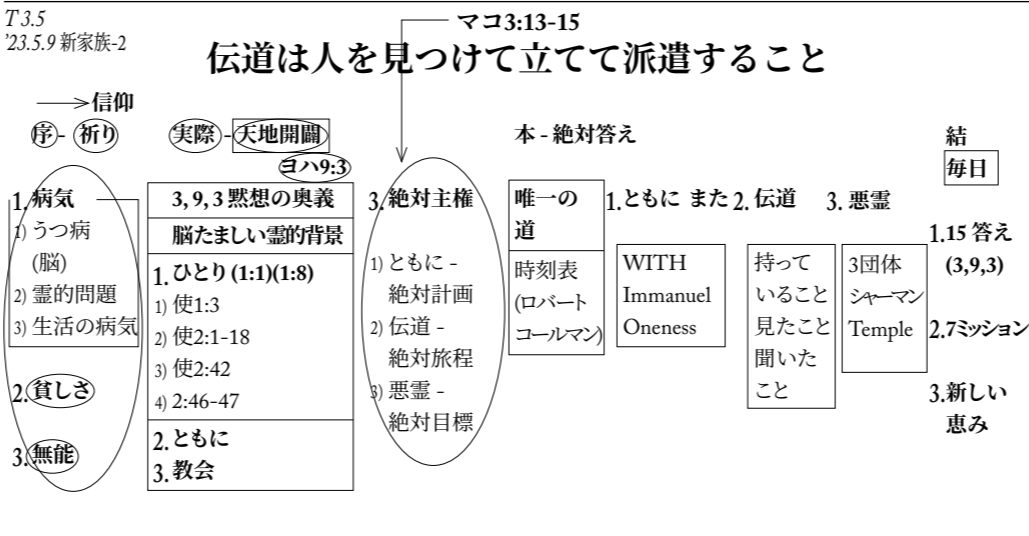 T 3.5
'23.5.9 新家族-2
マコ3:13-15
伝道は人を見つけて立てて派遣すること
信仰
序 - 祈り
1. 病気
1) うつ病
(脳)
2) 霊的問題
3) 生活の病気
2. 貧しさ
3. 無能
実際 - 天地開闢
ヨハ9:3
3, 9, 3 黙想の奥義
脳たましい霊的背景
1. ひとり (1:1)(1:8)
1) 使1:3
2) 使2:1-18
3) 使2:42
4) 2:46-47
2. ともに
3. 教会
3. 絶対主権
1) ともに -
絶対計画
2) 伝道 -
絶対旅程
3) 悪霊 -
絶対目標
本 - 絶対答え
唯一の
道
時刻表
(ロバート
コールマン)
1. ともに また
WITH
Immanuel
Oneness
2. 伝道
持って
いること
見たこと
聞いた
こと
3. 悪霊
3団体
シャーマン
Temple
結
毎日
1. 15 答え
(3,9,3)
2. 7ミッション
3. 新しい
恵み